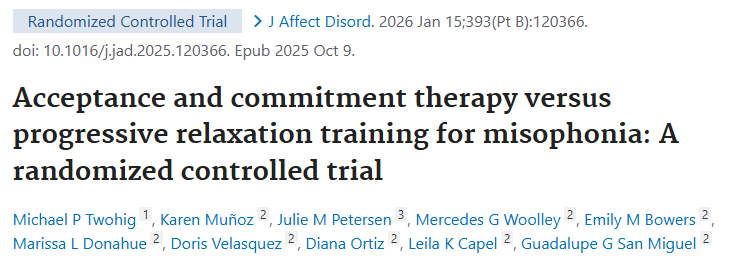 Randomized Controlled Trial > J Affect Disord. 2026 Jan 15;393(Pt B):120366.
doi: 10.1016/j.jad.2025.120366. Epub 2025 Oct 9.
Acceptance and commitment therapy versus
progressive relaxation training for misophonia: A
randomized controlled trial
Michael P Twohig 1, Karen Muñoz 2, Julie M Petersen 3, Mercedes G Woolley 2, Emily M Bowers 2,
Marissa L Donahue 2, Doris Velasquez 2, Diana Ortiz 2, Leila K Capel 2, Guadalupe G San Miguel 2